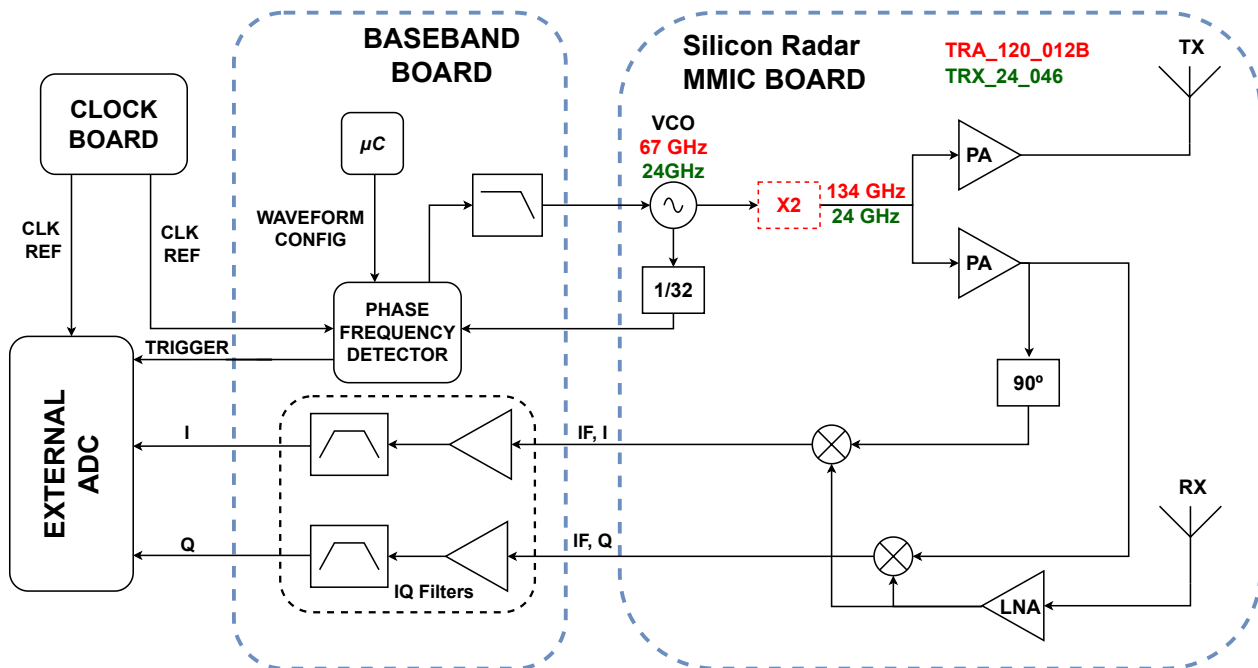 BASEBAND
BOARD
Silicon Radar
MMIC BOARD
TRA_120_012B
TRX_24_046
TX
CLOCK
BOARD
µC
VCO
67 GHz
24GHz
PA
X2
134 GHz
24 GHz
WAVEFORM
CONFIG
CLK
REF
CLK
REF
PA
1/32
PHASE
FREQUENCY
DETECTOR
TRIGGER
90º
EXTERNAL
ADC
I
IF, I
RX
Q
IF, Q
IQ Filters
LNA